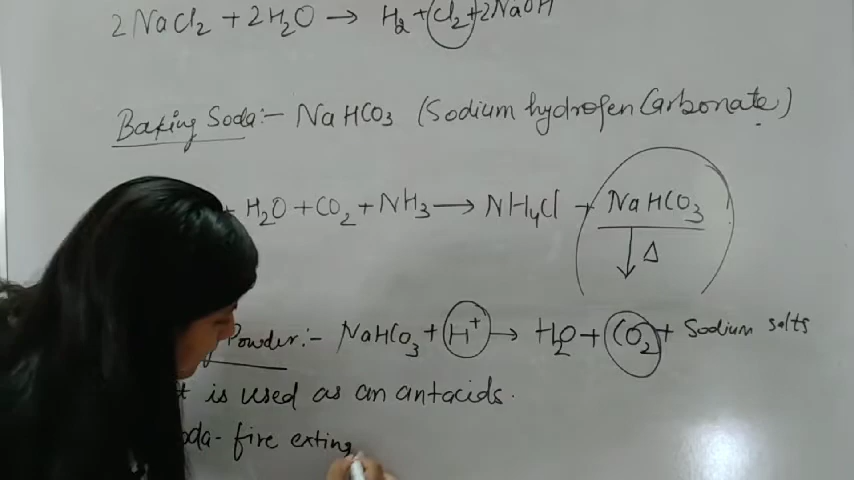 2NaCl₂ + 2H₂O → H₂ + Cl₂ + 2NaOH
Baking Soda:- NaHCO₃ (Sodium hydrogen Carbonate)
+ H₂O + CO₂ + NH₃ → NH₄Cl + NaHCO₃
↓ Δ
Powder:- NaHCO₃ + H⁺ → H₂O + CO₂ + Sodium salts
is used as an antacids.
fire exting